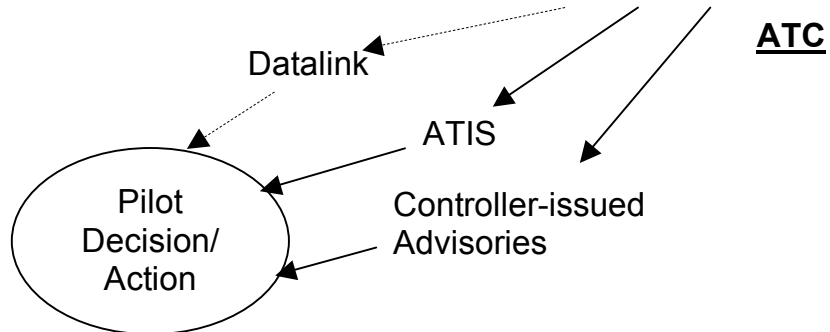 ATC
Datalink
ATIS
Pilot
Decision/
Action
Controller-issued
Advisories